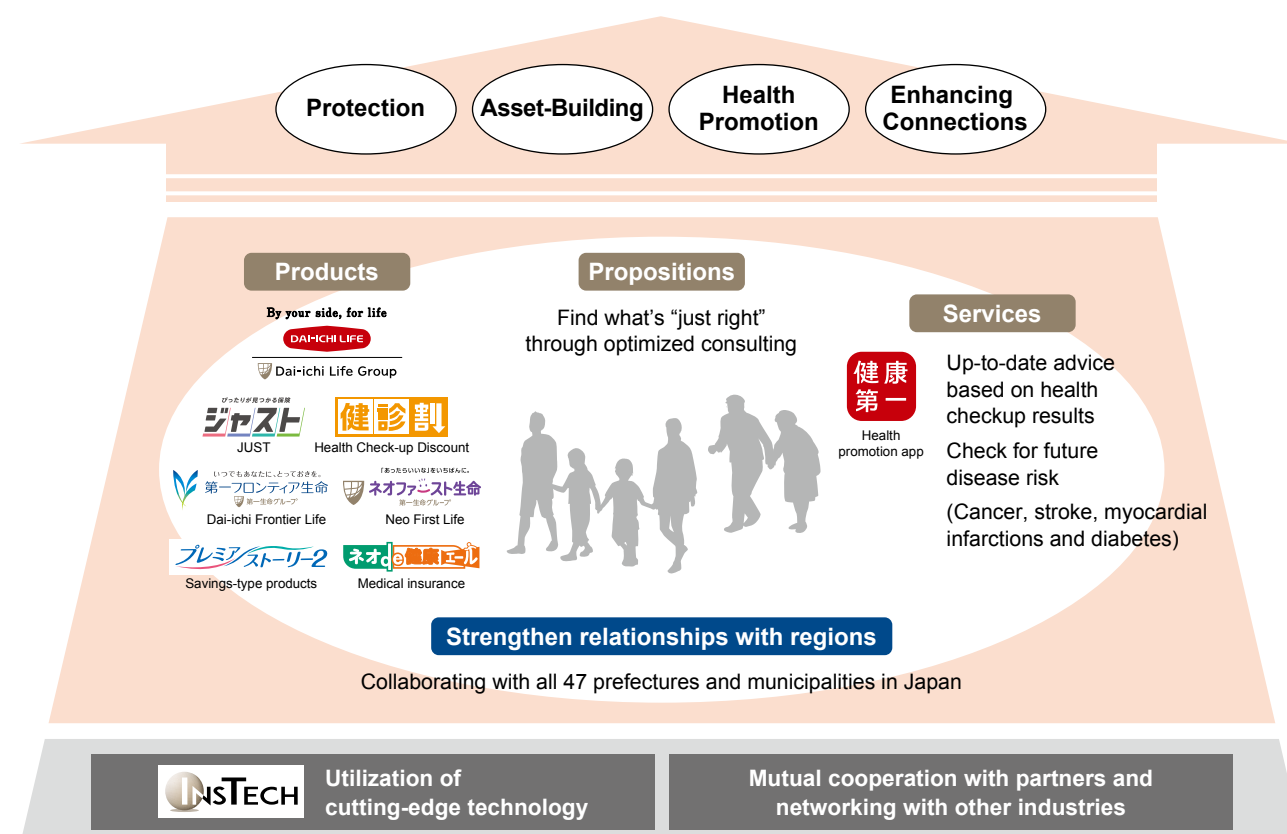 Protection
Asset-Building
Health
Promotion
Enhancing
Connections
Products
By your side, for life
DAI-ICHI LIFE
Dai-ichi Life Group
ぴったりが見つかる保険
ジャスト
JUST
健診割
Health Check-up Discount
いつでもあなたに、とっておきを。
第一フロンティア生命
第一生命グループ
Dai-ichi Frontier Life
「あったらいいな」をいちばんに。
ネオファースト生命
第一生命グループ
Neo First Life
プレミアストーリー2
Savings-type products
ネオde健康エール
Medical insurance
Propositions
Find what's “just right”
through optimized consulting
Services
健康
第一
Health
promotion app
Up-to-date advice
based on health
checkup results
Check for future
disease risk
(Cancer, stroke, myocardial
infarctions and diabetes)
Strengthen relationships with regions
Collaborating with all 47 prefectures and municipalities in Japan
INSTECH
Utilization of
cutting-edge technology
Mutual cooperation with partners and
networking with other industries